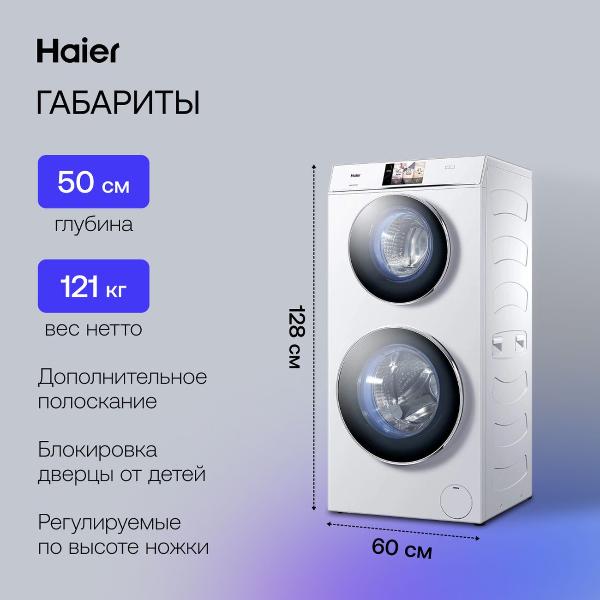 Haier
ГАБАРИТЫ
50 см
глубина
121 кг
вес нетто
Дополнительное
полоскание
Блокировка
дверцы от детей
Регулируемые
по высоте ножки
128 см
60 см
Haier